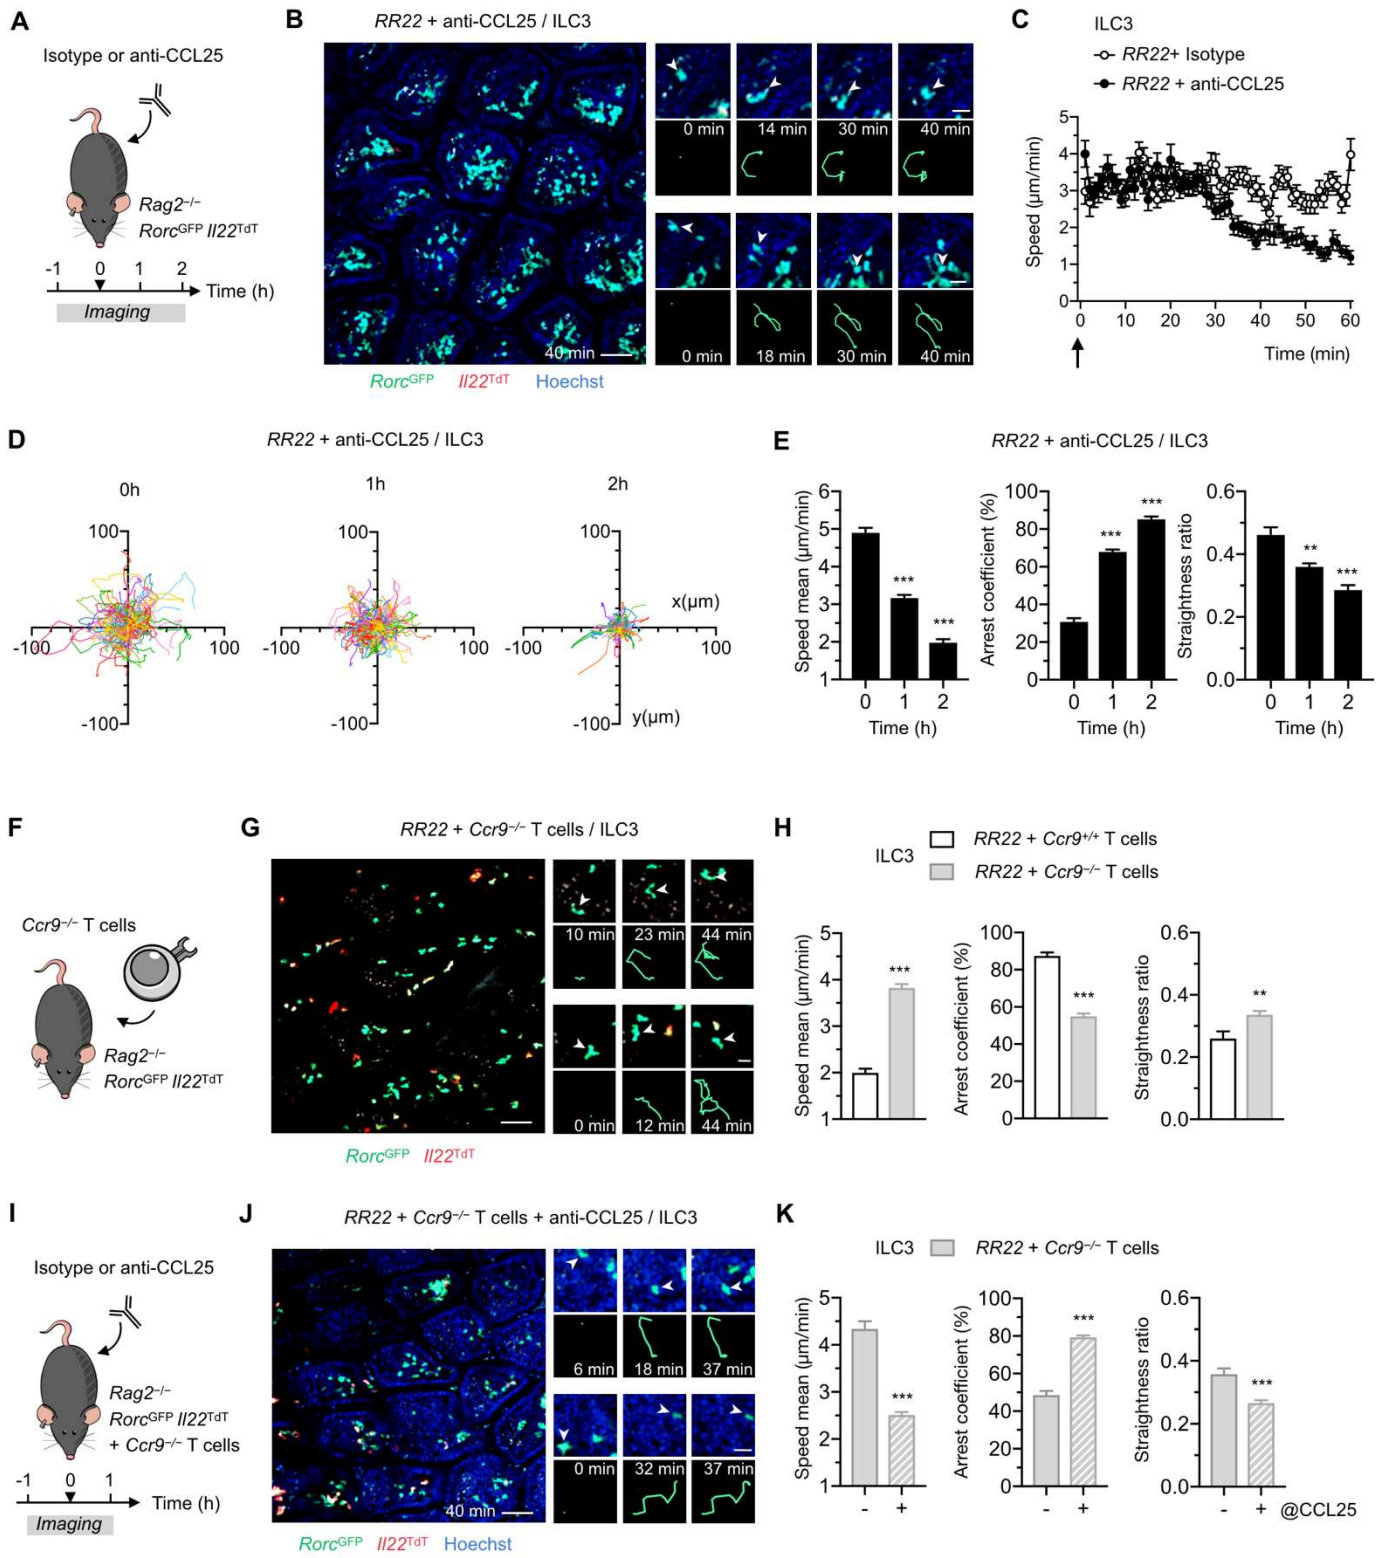 A
Isotype or anti-CCL25
Rag2–/–
RorcGFP Il22TdT
-1 0 1 2 Time (h)
Imaging
B
RR22 + anti-CCL25 / ILC3
40 min
0 min 14 min 30 min 40 min
0 min 18 min 30 min 40 min
RorcGFP Il22TdT Hoechst
C
ILC3
RR22+ Isotype
RR22 + anti-CCL25
Speed (µm/min)
5
4
3
2
1
0
0 10 20 30 40 50 60
Time (min)
D
RR22 + anti-CCL25 / ILC3
0h 1h 2h
100 100 100
x(µm)
-100 100 -100 100 -100 100
-100 -100 -100 y(µm)
E
RR22 + anti-CCL25 / ILC3
Speed mean (µm/min)
6
5
4
3
2
1
*** ***
0 1 2
Time (h)
Arrest coefficient (%)
100
80
60
40
20
0
*** ***
0 1 2
Time (h)
Straightness ratio
0.6
0.4
0.2
0.0
** ***
0 1 2
Time (h)
F
Ccr9–/– T cells
Rag2–/–
RorcGFP Il22TdT
G
RR22 + Ccr9–/– T cells / ILC3
10 min 23 min 44 min
0 min 12 min 44 min
RorcGFP Il22TdT
H
ILC3
RR22 + Ccr9+/+ T cells
RR22 + Ccr9–/– T cells
Speed mean (µm/min)
5
4
3
2
1
***
Arrest coefficient (%)
100
80
60
40
20
0
***
Straightness ratio
0.6
0.4
0.2
0.0
**
I
Isotype or anti-CCL25
Rag2–/–
RorcGFP Il22TdT
+ Ccr9–/– T cells
-1 0 1
Time (h)
Imaging
J
RR22 + Ccr9–/– T cells + anti-CCL25 / ILC3
40 min
6 min 18 min 37 min
0 min 32 min 37 min
RorcGFP Il22TdT Hoechst
K
ILC3 RR22 + Ccr9–/– T cells
Speed mean (µm/min)
5
4
3
2
1
***
- +
Arrest coefficient (%)
100
80
60
40
20
0
***
- +
Straightness ratio
0.6
0.4
0.2
0.0
***
- + @CCL25